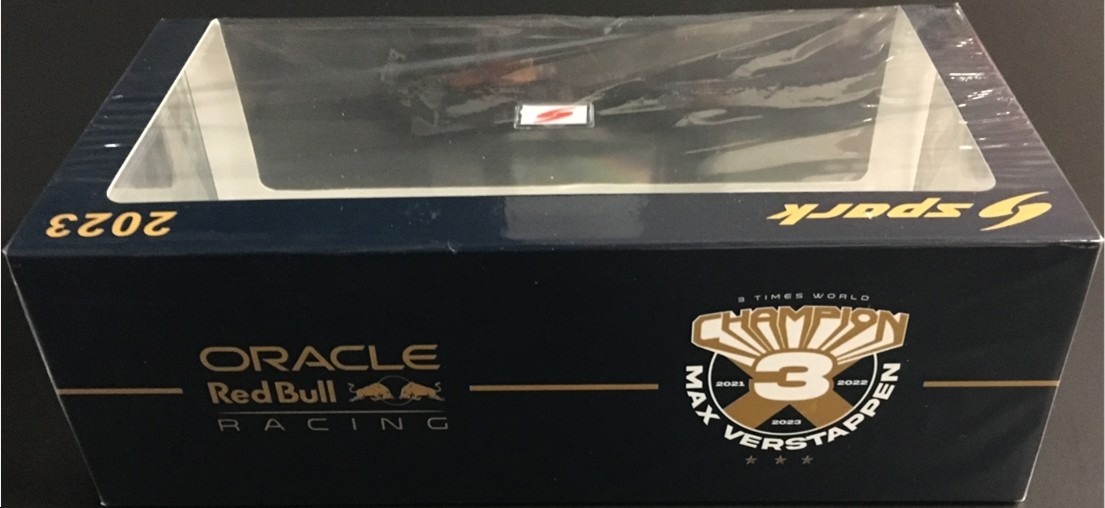 2023
spark
ORACLE
Red Bull
RACING
3 TIMES WORLD
CHAMPION
3
2021
2022
2023
MAX VERSTAPPEN